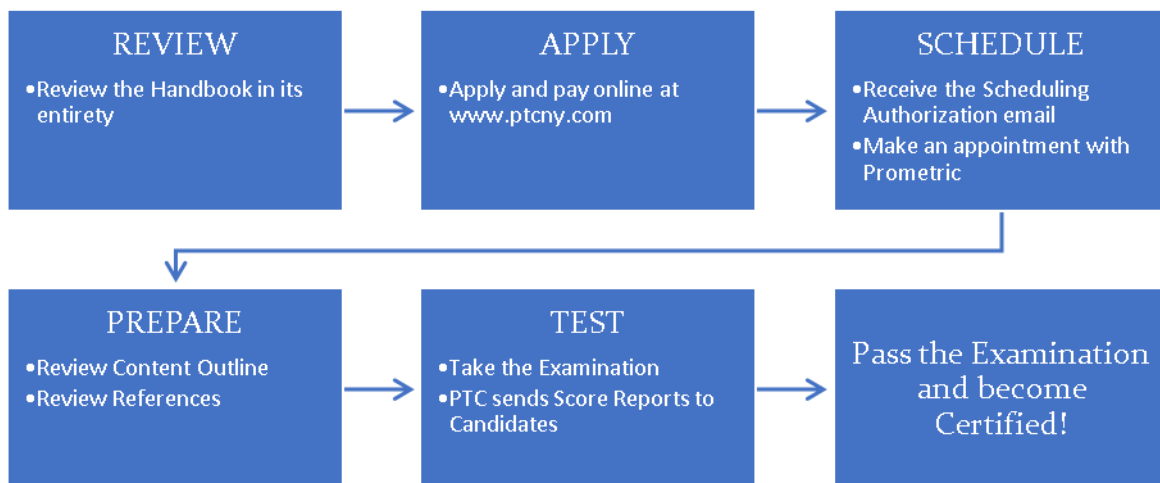 REVIEW
•Review the Handbook in its
entirety
APPLY
•Apply and pay online at
www.ptcny.com
SCHEDULE
•Receive the Scheduling
Authorization email
•Make an appointment with
Prometric
PREPARE
•Review Content Outline
•Review References
TEST
•Take the Examination
•PTC sends Score Reports to
Candidates
Pass the Examination
and become
Certified!